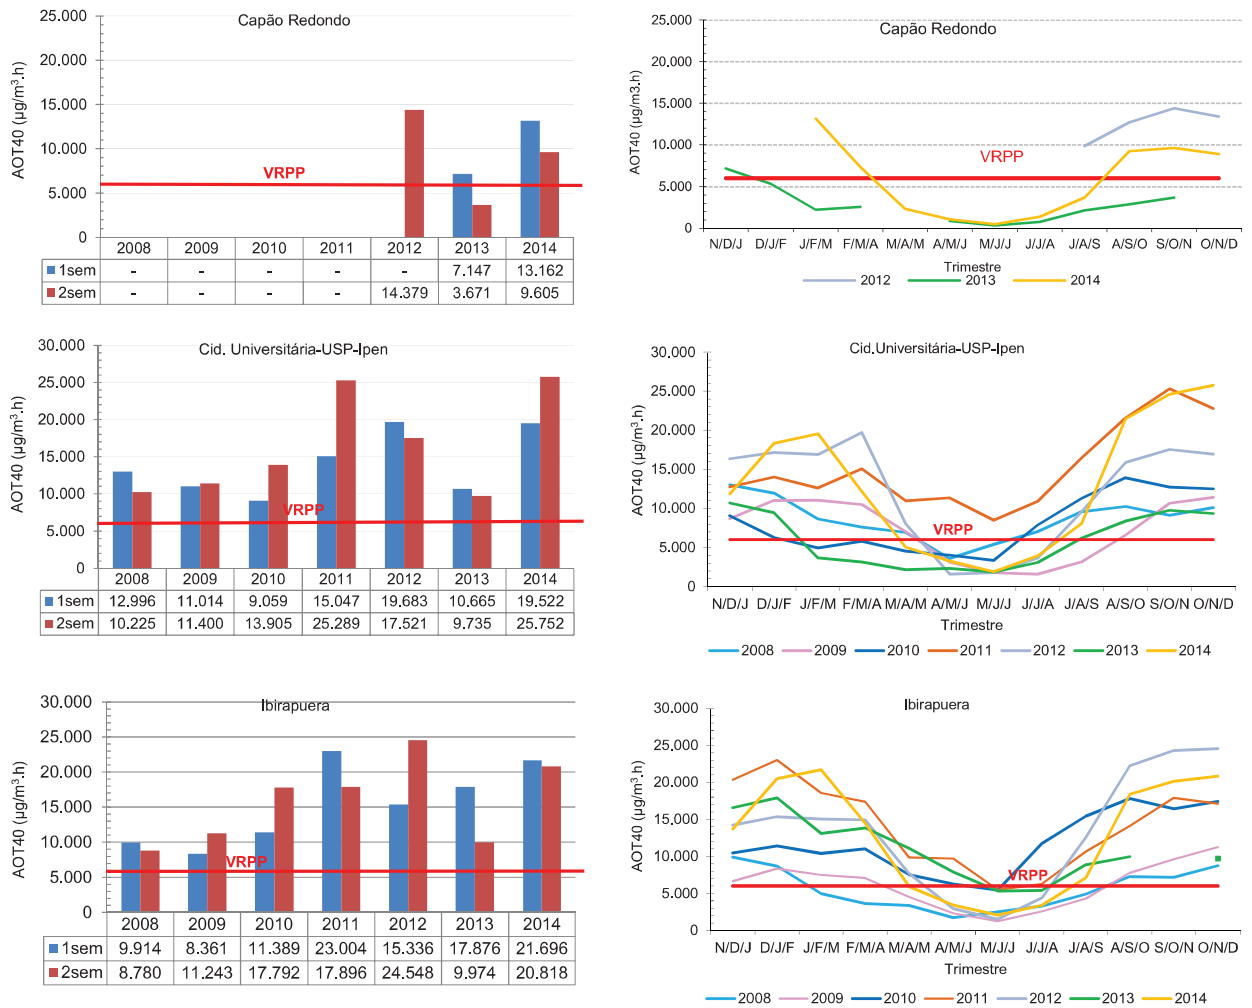 Capão Redondo
AOT40 (µg/m³.h)
25.000
20.000
15.000
10.000
5.000
0
VRPP
2008 2009 2010 2011 2012 2013 2014
1sem - - - - - 7.147 13.162
2sem - - - - 14.379 3.671 9.605
Capão Redondo
AOT40 (µg/m3.h)
25.000
20.000
15.000
10.000
5.000
0
VRPP
N/D/J D/J/F J/F/M F/M/A M/A/M A/M/J M/J/J J/J/A J/A/S A/S/O S/O/N O/N/D
Trimestre
2012 2013 2014
Cid. Universitária-USP-Ipen
AOT40 (µg/m³.h)
30.000
25.000
20.000
15.000
10.000
5.000
0
VRPP
2008 2009 2010 2011 2012 2013 2014
1sem 12.996 11.014 9.059 15.047 19.683 10.665 19.522
2sem 10.225 11.400 13.905 25.289 17.521 9.735 25.752
Cid.Universitária-USP-Ipen
AOT40 (µg/m³.h)
30.000
25.000
20.000
15.000
10.000
5.000
0
VRPP
N/D/J D/J/F J/F/M F/M/A M/A/M A/M/J M/J/J J/J/A J/A/S A/S/O S/O/N O/N/D
Trimestre
2008 2009 2010 2011 2012 2013 2014
Ibirapuera
AOT40 (µg/m³.h)
30.000
25.000
20.000
15.000
10.000
5.000
0
VRPP
2008 2009 2010 2011 2012 2013 2014
1sem 9.914 8.361 11.389 23.004 15.336 17.876 21.696
2sem 8.780 11.243 17.792 17.896 24.548 9.974 20.818
Ibirapuera
AOT40 (µg/m³.h)
30.000
25.000
20.000
15.000
10.000
5.000
0
VRPP
N/D/J D/J/F J/F/M F/M/A M/A/M A/M/J M/J/J J/J/A J/A/S A/S/O S/O/N O/N/D
Trimestre
2008 2009 2010 2011 2012 2013 2014